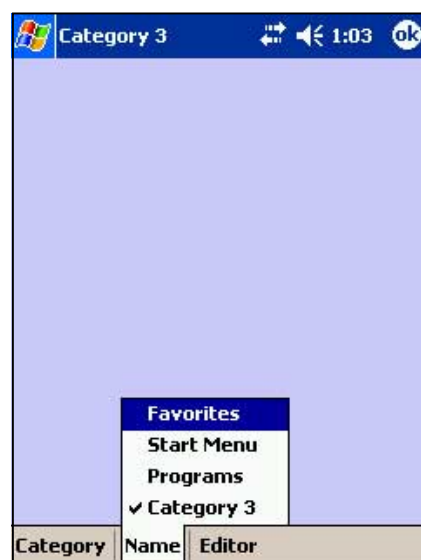 Category 3 1:03 ok
Favorites
Start Menu
Programs
Category 3
Category Name Editor